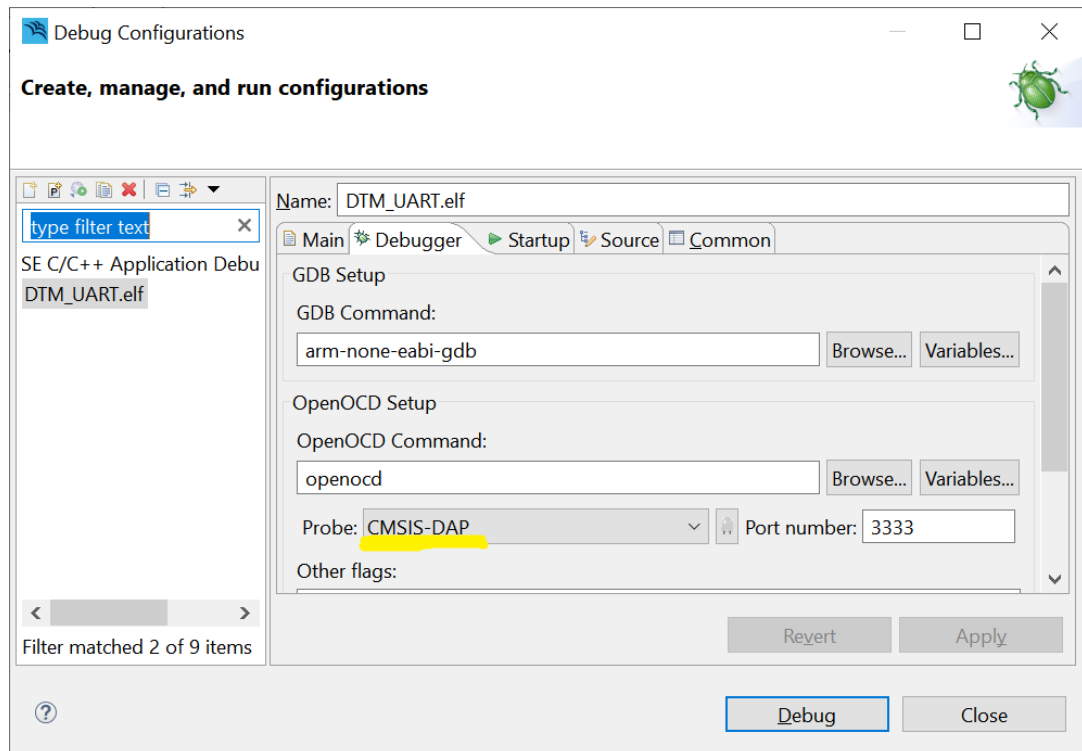 Debug Configurations
Create, manage, and run configurations
type filter text
SE C/C++ Application Debu
DTM_UART.elf
Filter matched 2 of 9 items
Name: DTM_UART.elf
Main Debugger Startup Source Common
GDB Setup
GDB Command:
arm-none-eabi-gdb Browse... Variables...
OpenOCD Setup
OpenOCD Command:
openocd Browse... Variables...
Probe: CMSIS-DAP Port number: 3333
Other flags:
Revert Apply
? Debug Close